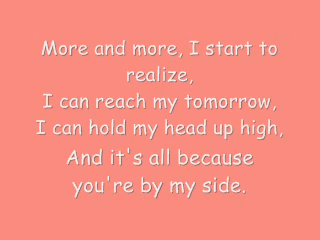 More and more, I start to
realize,
I can reach my tomorrow,
I can hold my head up high,
And it's all because
you're by my side.